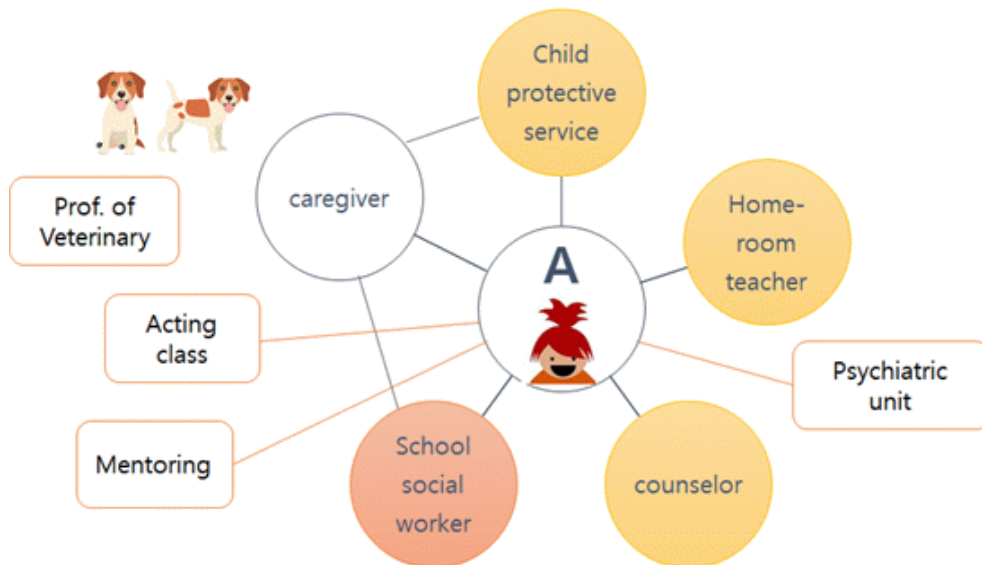 Child
protective
service
caregiver
Prof. of
Veterinary
Home-
room
teacher
A
Acting
class
Psychiatric
unit
Mentoring
School
social
worker
counselor